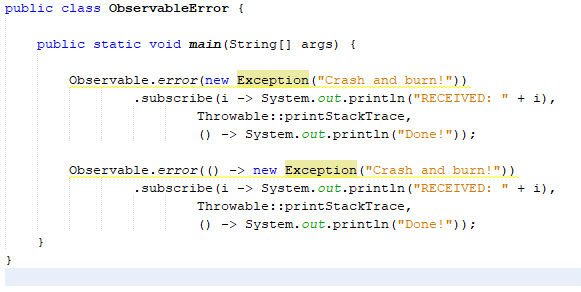 public class ObservableError {
public static void main(String[] args) {
Observable.error(new Exception("Crash and burn!"))
.subscribe(i -> System.out.println("RECEIVED: " + i),
Throwable::printStackTrace,
() -> System.out.println("Done!"));
Observable.error(() -> new Exception("Crash and burn!"))
.subscribe(i -> System.out.println("RECEIVED: " + i),
Throwable::printStackTrace,
() -> System.out.println("Done!"));
}
}